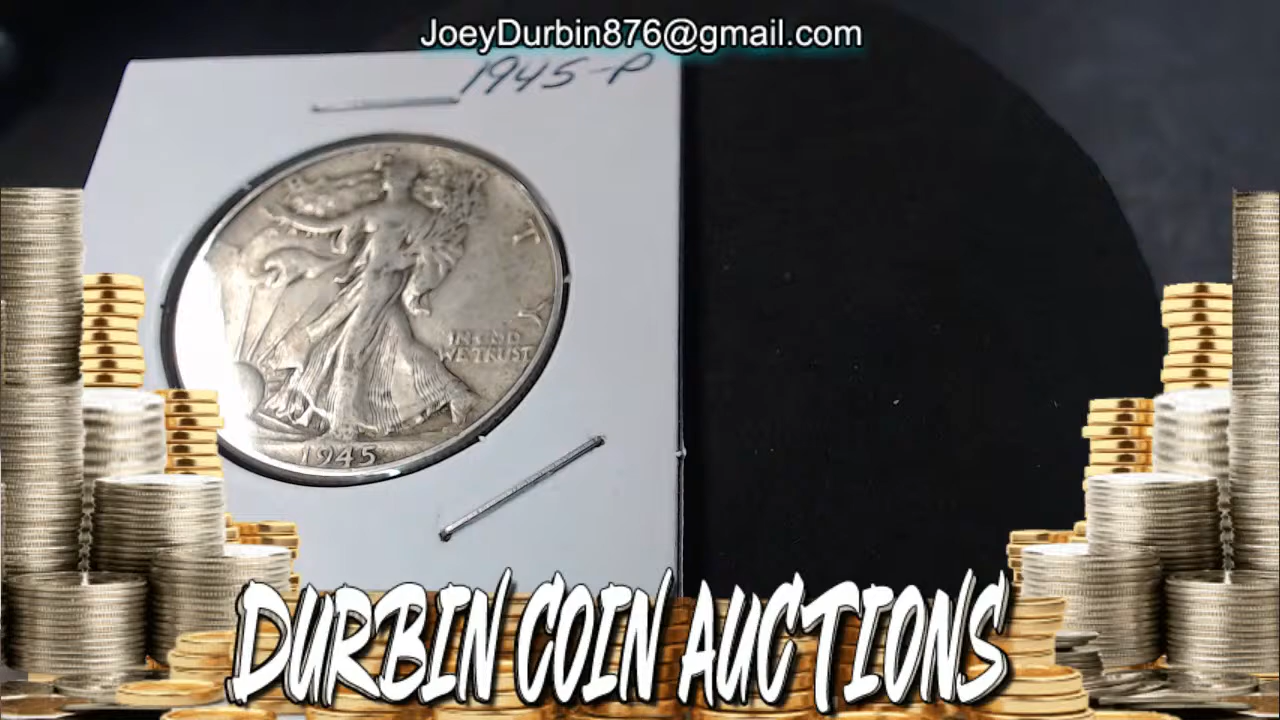 JoeyDurbin876@gmail.com
1945-P
LIBERTY
IN GOD
WE TRUST
1945
DURBIN COIN AUCTIONS